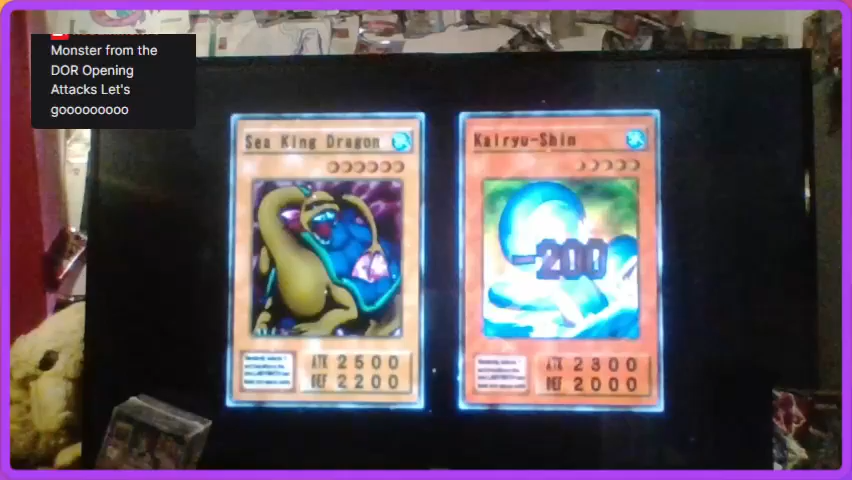 Monster from the
DOR Opening
Attacks Let's
gooooooooo
Sea King Dragon
Kairyu-Shin
-200
ATK 2500
DEF 2200
ATK 2300
DEF 2000